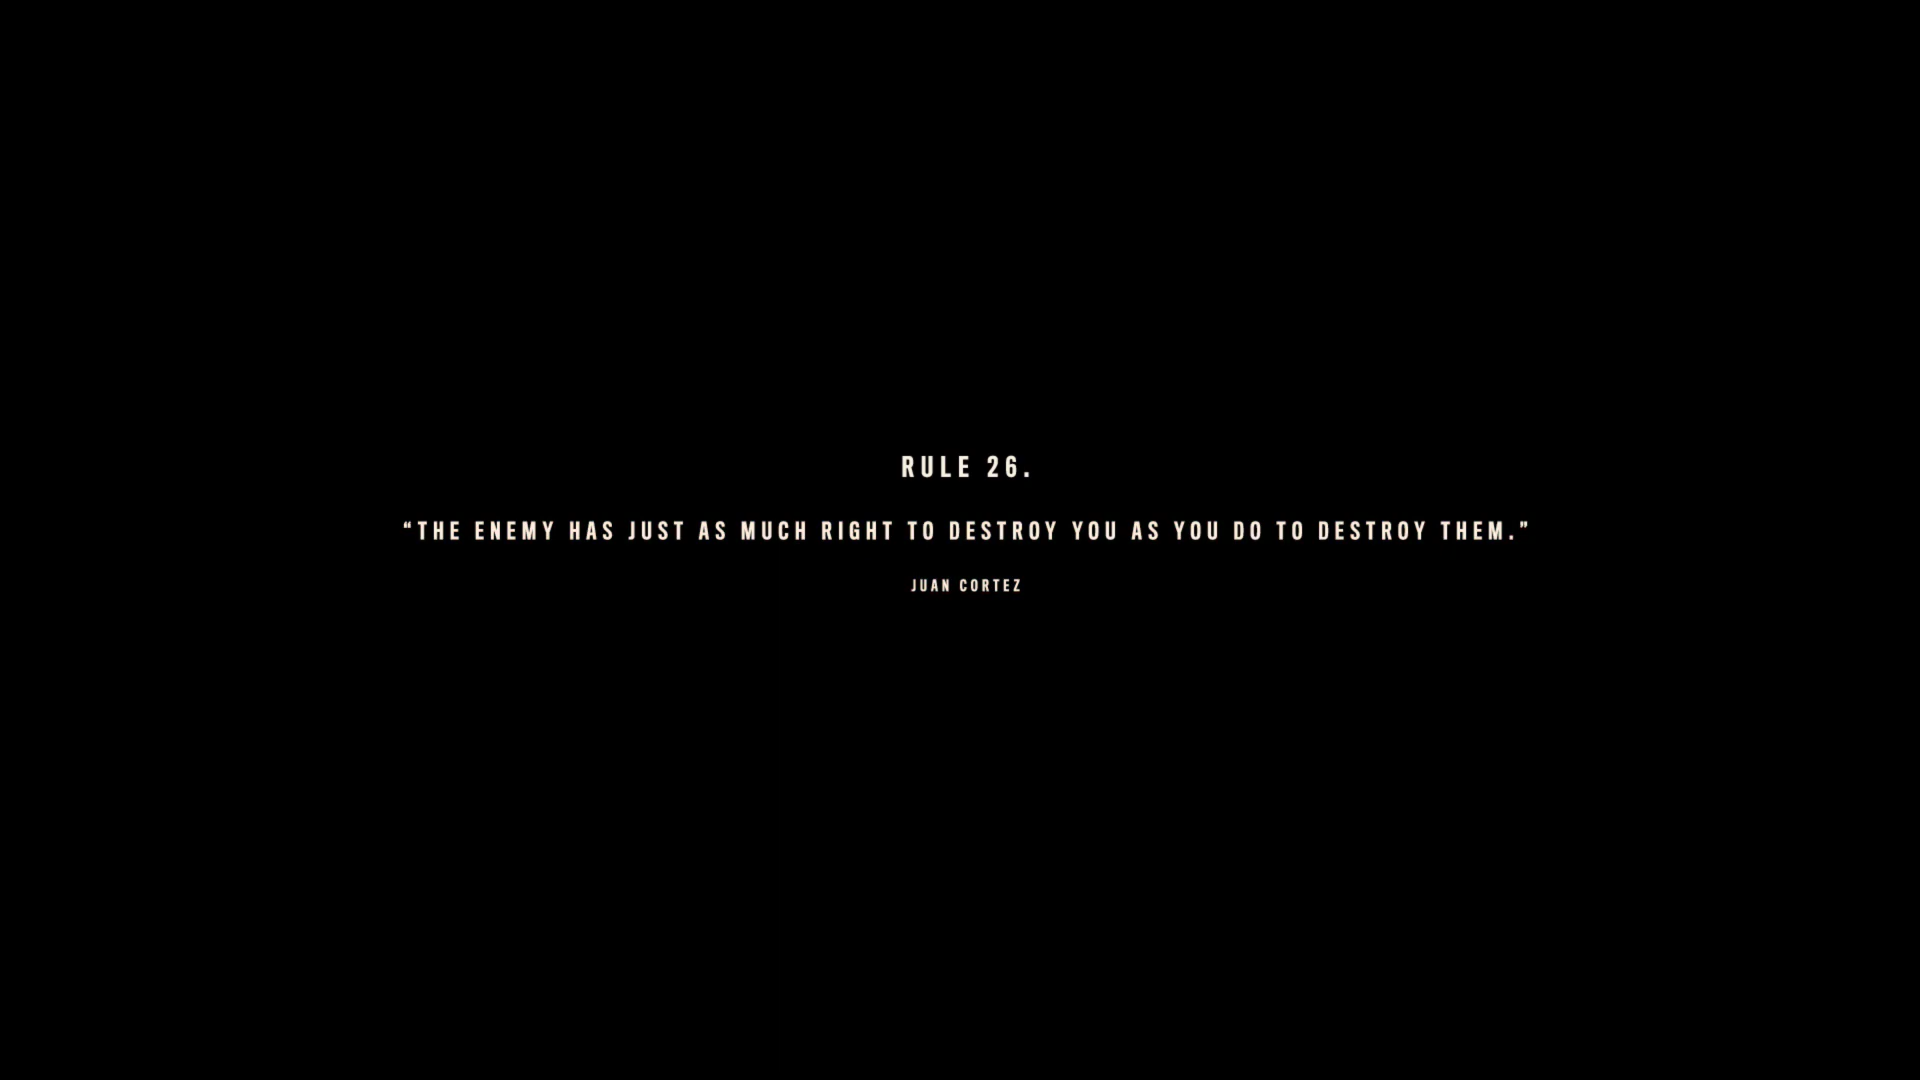 RULE 26.
“THE ENEMY HAS JUST AS MUCH RIGHT TO DESTROY YOU AS YOU DO TO DESTROY THEM.”
JUAN CORTEZ